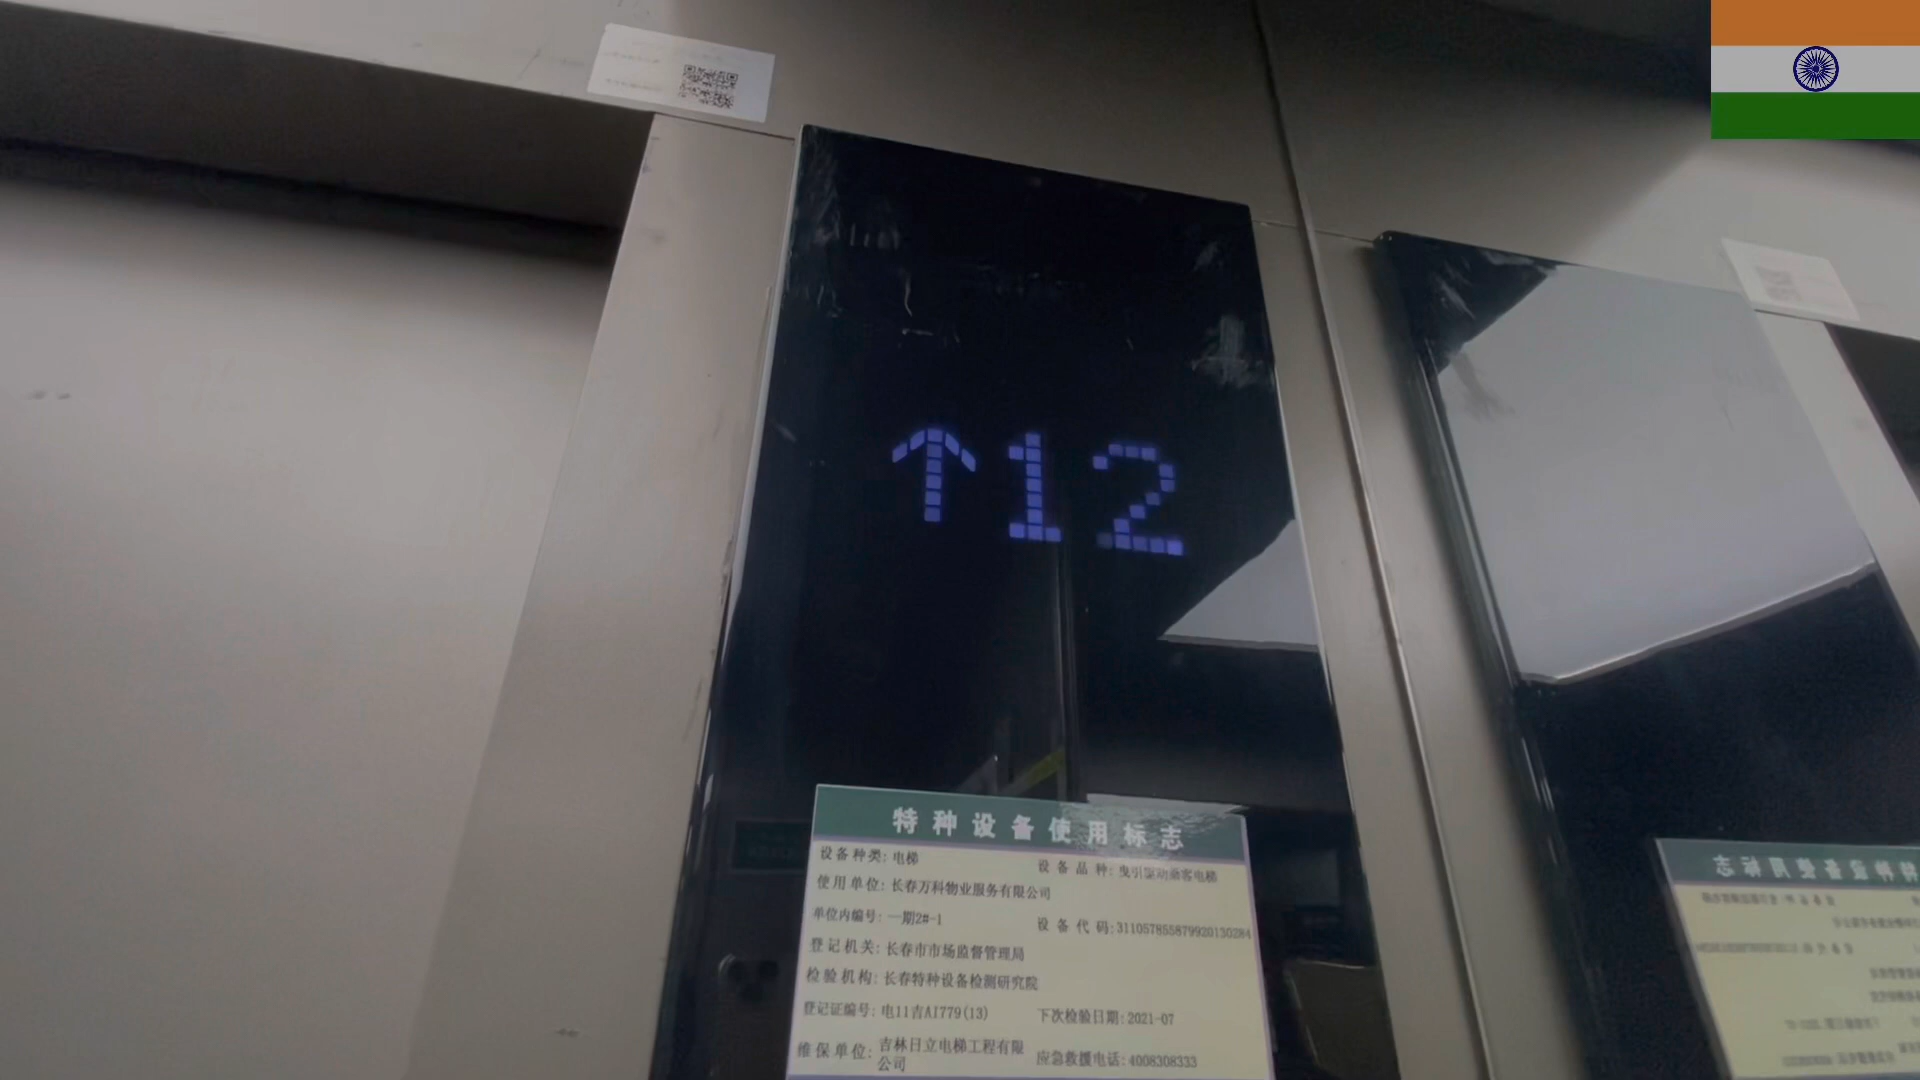 ↑12
特种设备使用标志
设备种类: 电梯
设备品种: 曳引驱动乘客电梯
使用单位: 长春万科物业服务有限公司
单位内编号: 一期2#-1
设备代码: 311057855879920130284
登记机关: 长春市市场监督管理局
检验机构: 长春特种设备检测研究院
登记证编号: 电11吉AI779(13)
下次检验日期: 2021-07
维保单位: 吉林日立电梯工程有限
公司
应急救援电话: 4008308333